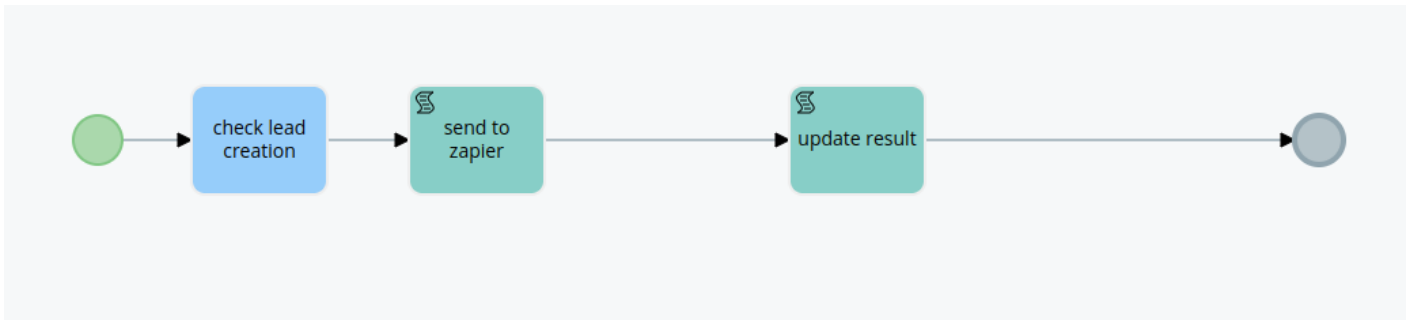 check lead
creation
send to
zapier
update result